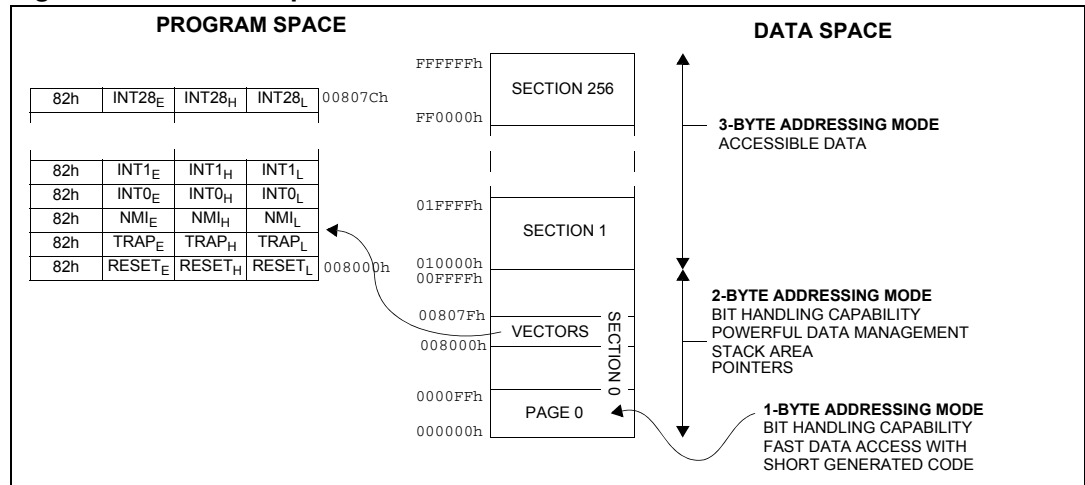 PROGRAM SPACE
82h INT28E INT28H INT28L 00807Ch
82h INT1E INT1H INT1L
82h INT0E INT0H INT0L
82h NMIE NMIH NMIL
82h TRAPE TRAPH TRAPL
82h RESETE RESETH RESETL 008000h
FFFFFFh
SECTION 256
FF0000h
01FFFFh
SECTION 1
010000h
00FFFFh
00807Fh
VECTORS
008000h
SECTION 0
0000FFh
PAGE 0
000000h
DATA SPACE
3-BYTE ADDRESSING MODE
ACCESSIBLE DATA
2-BYTE ADDRESSING MODE
BIT HANDLING CAPABILITY
POWERFUL DATA MANAGEMENT
STACK AREA
POINTERS
1-BYTE ADDRESSING MODE
BIT HANDLING CAPABILITY
FAST DATA ACCESS WITH
SHORT GENERATED CODE